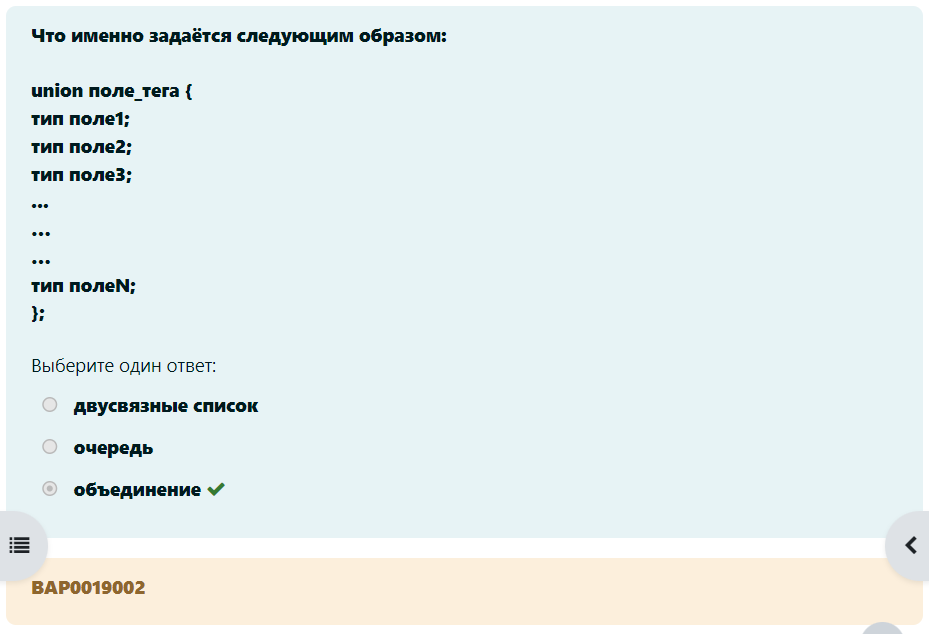 Что именно задаётся следующим образом:
union поле_тега {
тип поле1;
тип поле2;
тип поле3;
...
...
...
тип полеN;
};
Выберите один ответ:
двусвязные список
очередь
объединение
BAP0019002